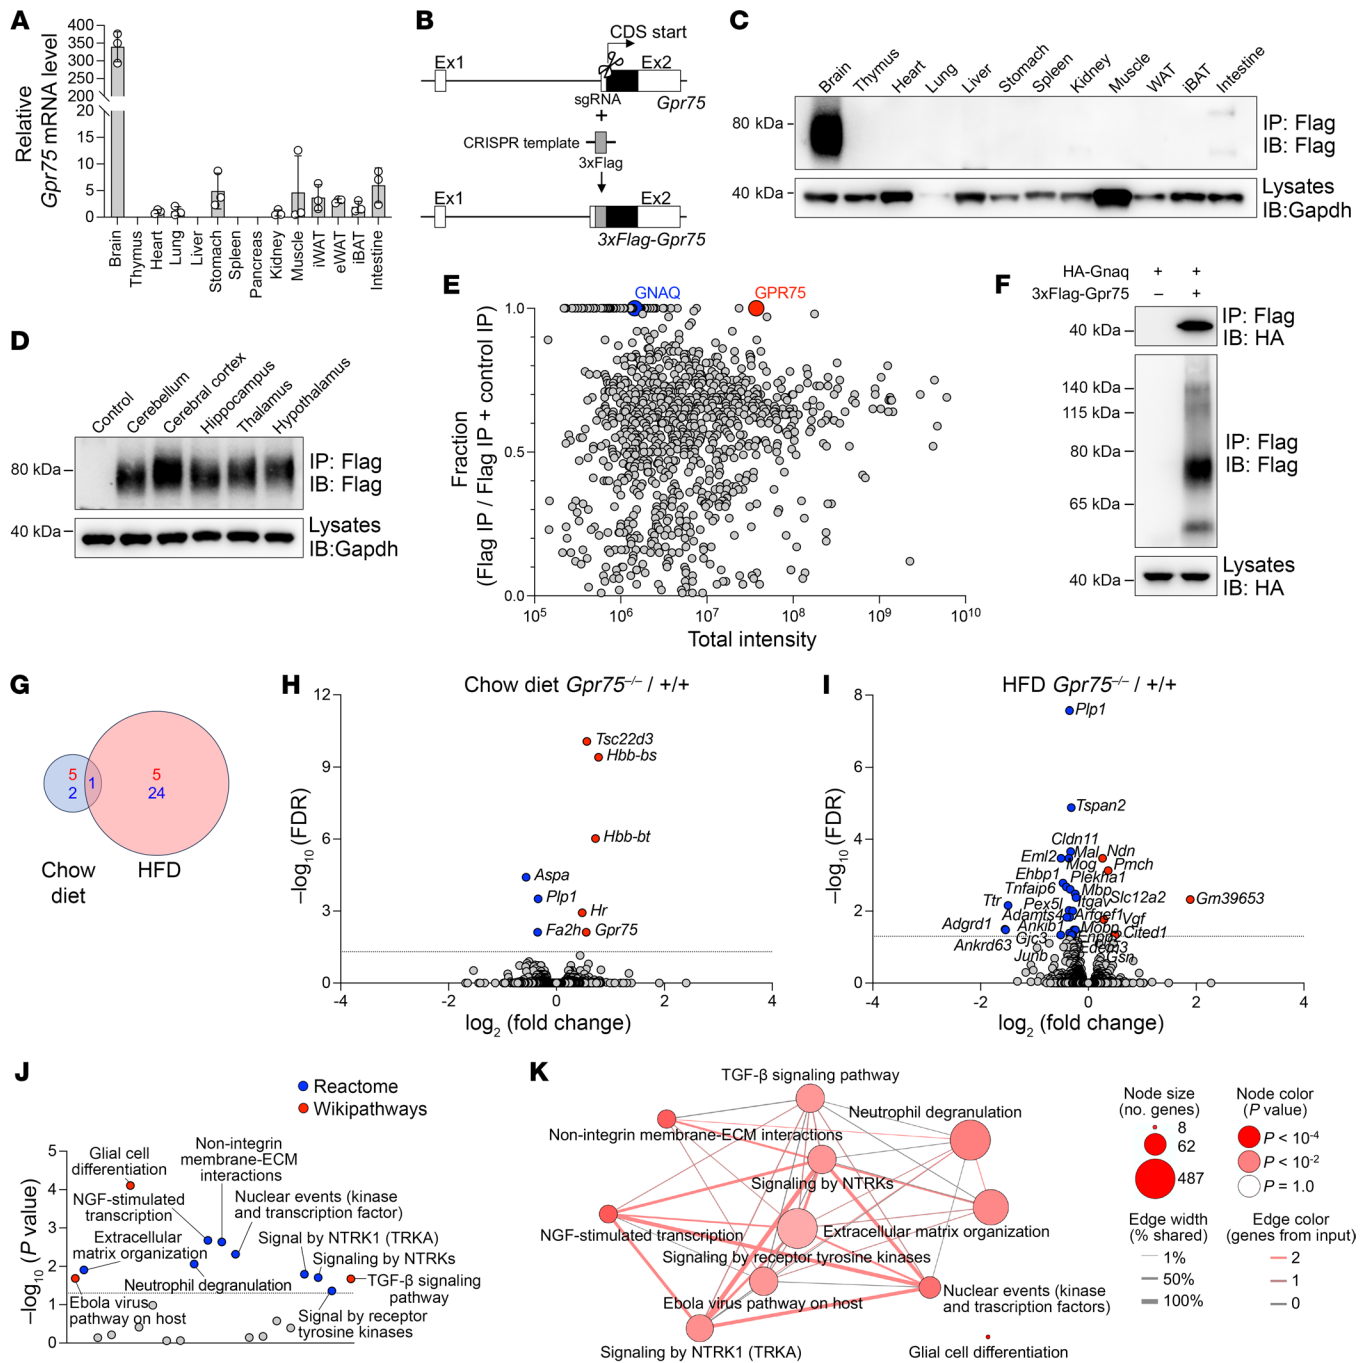 A
Relative
Gpr75 mRNA level
400
350
300
250
200
20
15
10
5
0
Brain
Thymus
Heart
Lung
Liver
Stomach
Spleen
Pancreas
Kidney
Muscle
iWAT
eWAT
iBAT
Intestine
B
CDS start
Ex1
Ex2
sgRNA
Gpr75
+
CRISPR template
3xFlag
Ex1
Ex2
3xFlag-Gpr75
C
Brain
Thymus
Heart
Lung
Liver
Stomach
Spleen
Kidney
Muscle
WAT
iBAT
Intestine
80 kDa
IP: Flag
IB: Flag
40 kDa
Lysates
IB:Gapdh
D
Control
Cerebellum
Cerebral cortex
Hippocampus
Thalamus
Hypothalamus
80 kDa
IP: Flag
IB: Flag
40 kDa
Lysates
IB:Gapdh
E
GNAQ
GPR75
Fraction
(Flag IP / Flag IP + control IP)
1.0
0.5
0.0
10⁵
10⁶
10⁷
10⁸
10⁹
10¹⁰
Total intensity
F
HA-Gnaq + +
3xFlag-Gpr75 – +
40 kDa
IP: Flag
IB: HA
140 kDa
115 kDa
80 kDa
65 kDa
IP: Flag
IB: Flag
40 kDa
Lysates
IB: HA
G
5
2
1
5
24
Chow
diet
HFD
H
Chow diet Gpr75–/– / +/+
–log10 (FDR)
12
9
6
3
0
Tsc22d3
Hbb-bs
Hbb-bt
Aspa
Plp1
Hr
Fa2h
Gpr75
-4
-2
0
2
4
log2 (fold change)
I
HFD Gpr75–/– / +/+
–log10 (FDR)
8
6
4
2
0
Plp1
Tspan2
Cldn11
Eml2
Mal
Ndn
Mog
Pmch
Ehbp1
Plekha1
Tnfaip6
Mbp
Slc12a2
Gm39653
Ttr
Pex5l
Itgav
Adamts4
Arfgef1
Vgf
Adgrd1
Ankib1
Mobp
Cited1
Ankrd63
Gjc3
Enpp2
Junb
Edem3
Gsn
-4
-2
0
2
4
log2 (fold change)
J
Reactome
Wikipathways
–log10 (P value)
5
4
3
2
1
0
Glial cell
differentiation
Non-integrin
membrane-ECM
interactions
NGF-stimulated
transcription
Nuclear events (kinase
and transcription factor)
Extracellular
matrix organization
Signal by NTRK1 (TRKA)
Signaling by NTRKs
Neutrophil degranulation
TGF-β signaling
pathway
Ebola virus
pathway on host
Signal by receptor
tyrosine kinases
K
TGF-β signaling pathway
Neutrophil degranulation
Non-integrin membrane-ECM interactions
Signaling by NTRKs
NGF-stimulated transcription
Extracellular matrix organization
Signaling by receptor tyrosine kinases
Ebola virus pathway on host
Nuclear events (kinase
and trascription factors)
Signaling by NTRK1 (TRKA)
Glial cell differentiation
Node size
(no. genes)
8
62
487
Node color
(P value)
P < 10-4
P < 10-2
P = 1.0
Edge width
(% shared)
1%
50%
100%
Edge color
(genes from input)
2
1
0